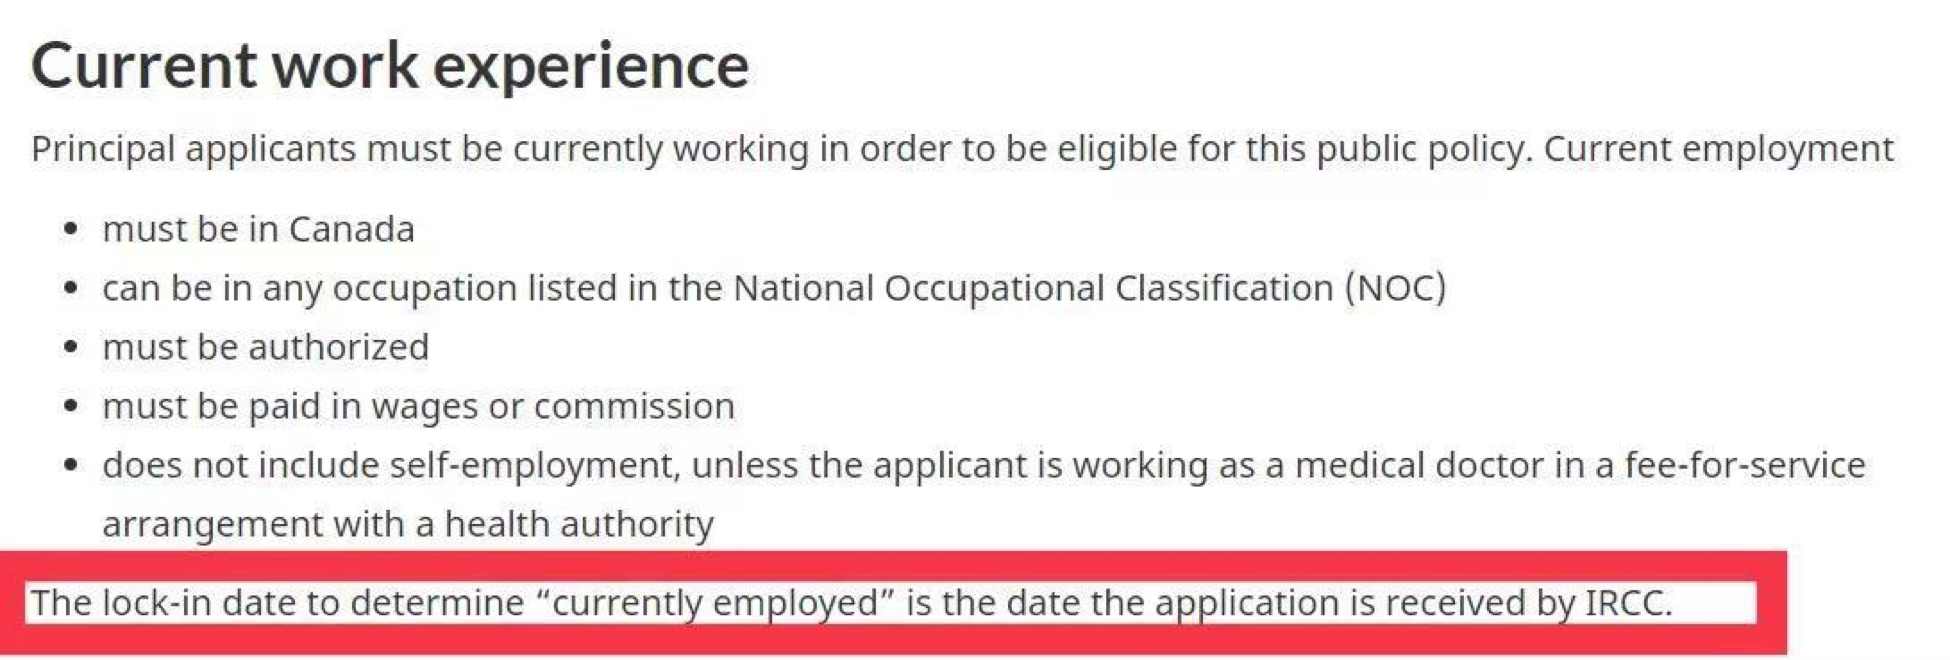 Current work experience
Principal applicants must be currently working in order to be eligible for this public policy. Current employment
• must be in Canada
• can be in any occupation listed in the National Occupational Classification (NOC)
• must be authorized
• must be paid in wages or commission
• does not include self-employment, unless the applicant is working as a medical doctor in a fee-for-service
arrangement with a health authority
The lock-in date to determine “currently employed” is the date the application is received by IRCC.